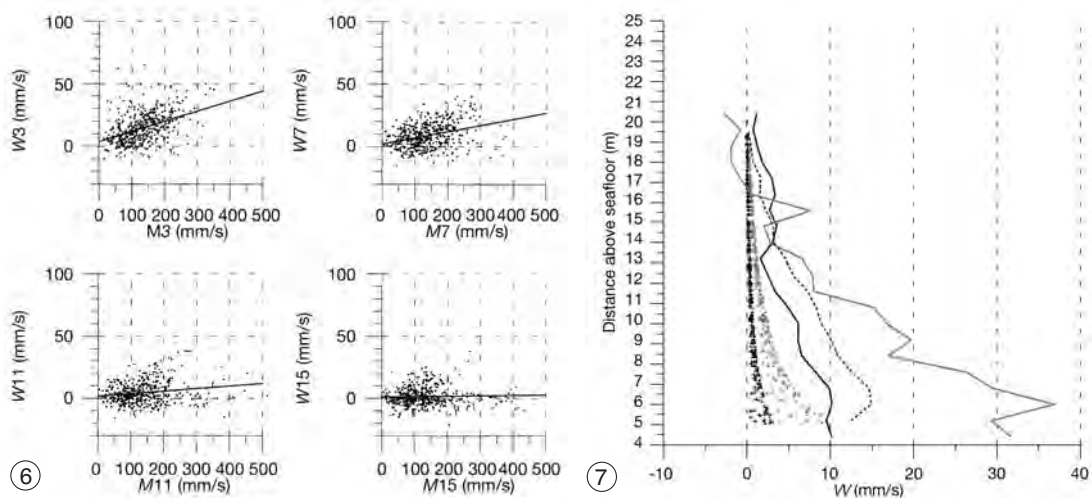 100
50
0
W3 (mm/s)
0 100 200 300 400 500
M3 (mm/s)
100
50
0
W7 (mm/s)
0 100 200 300 400 500
M7 (mm/s)
100
50
0
W11 (mm/s)
0 100 200 300 400 500
M11 (mm/s)
100
50
0
W15 (mm/s)
0 100 200 300 400 500
M15 (mm/s)
6
25
24
23
22
21
20
19
18
17
16
15
14
13
12
11
10
9
8
7
6
5
4
Distance above seafloor (m)
-10 0 10 20 30 40
W (mm/s)
7